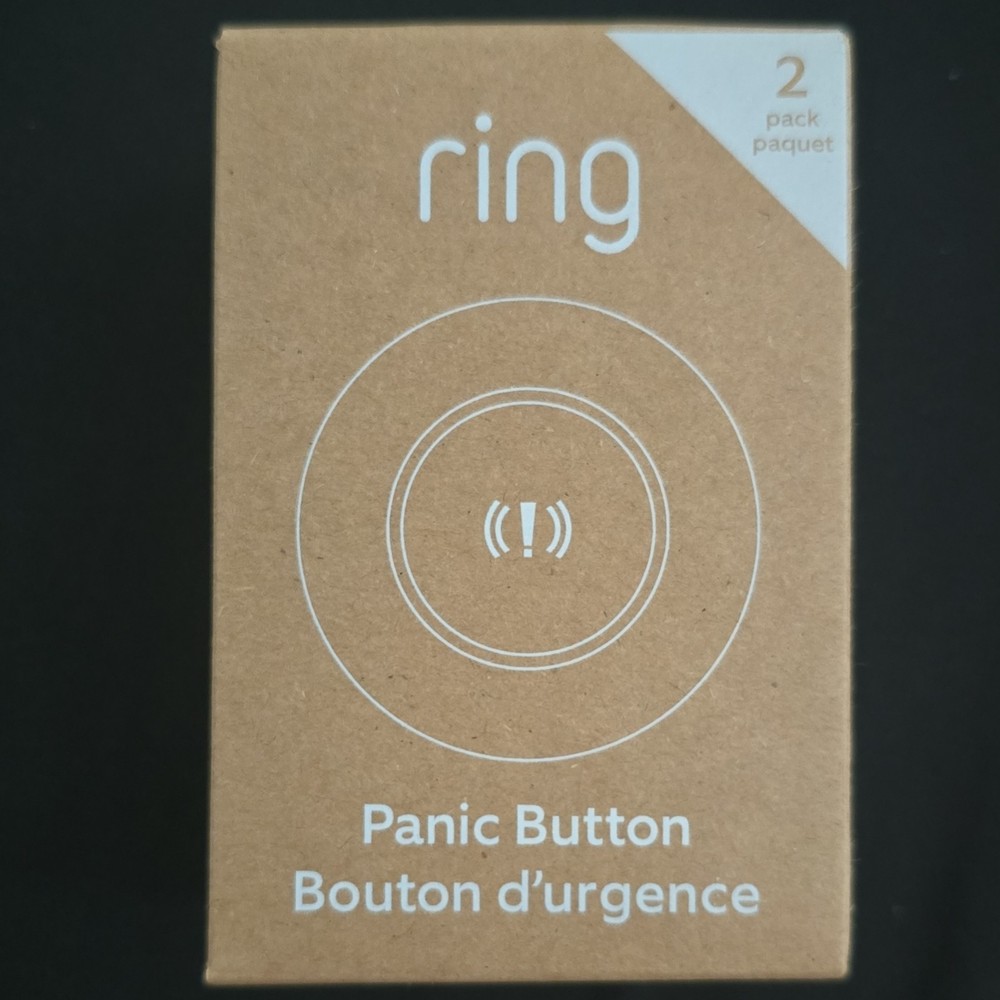 ring
2
pack
paquet
Panic Button
Bouton d'urgence